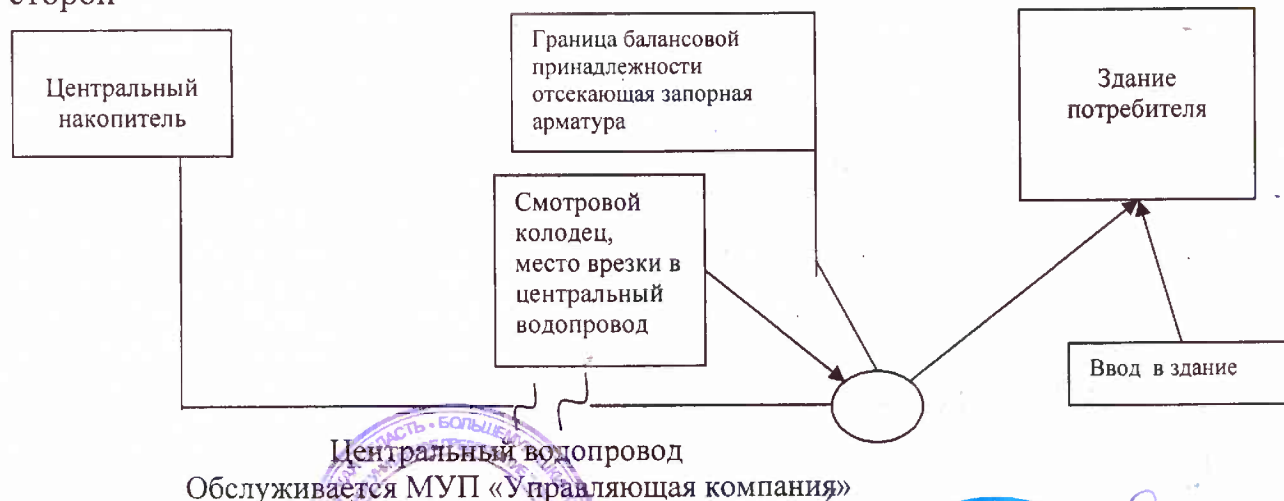 сторон
Центральный
накопитель
Граница балансовой
принадлежности
отсекающая запорная
арматура
Здание
потребителя
Смотровой
колодец,
место врезки в
центральный
водопровод
Ввод в здание
Центральный водопровод
Обслуживается МУП «Управляющая компания»